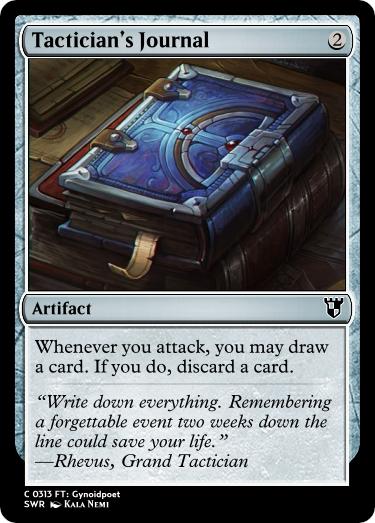 Tactician's Journal 2
Artifact
Whenever you attack, you may draw
a card. If you do, discard a card.
“Write down everything. Remembering
a forgettable event two weeks down the
line could save your life.”
—Rhevus, Grand Tactician
C 0313 FT: Gynoidpoet
SWR KALA NEMI